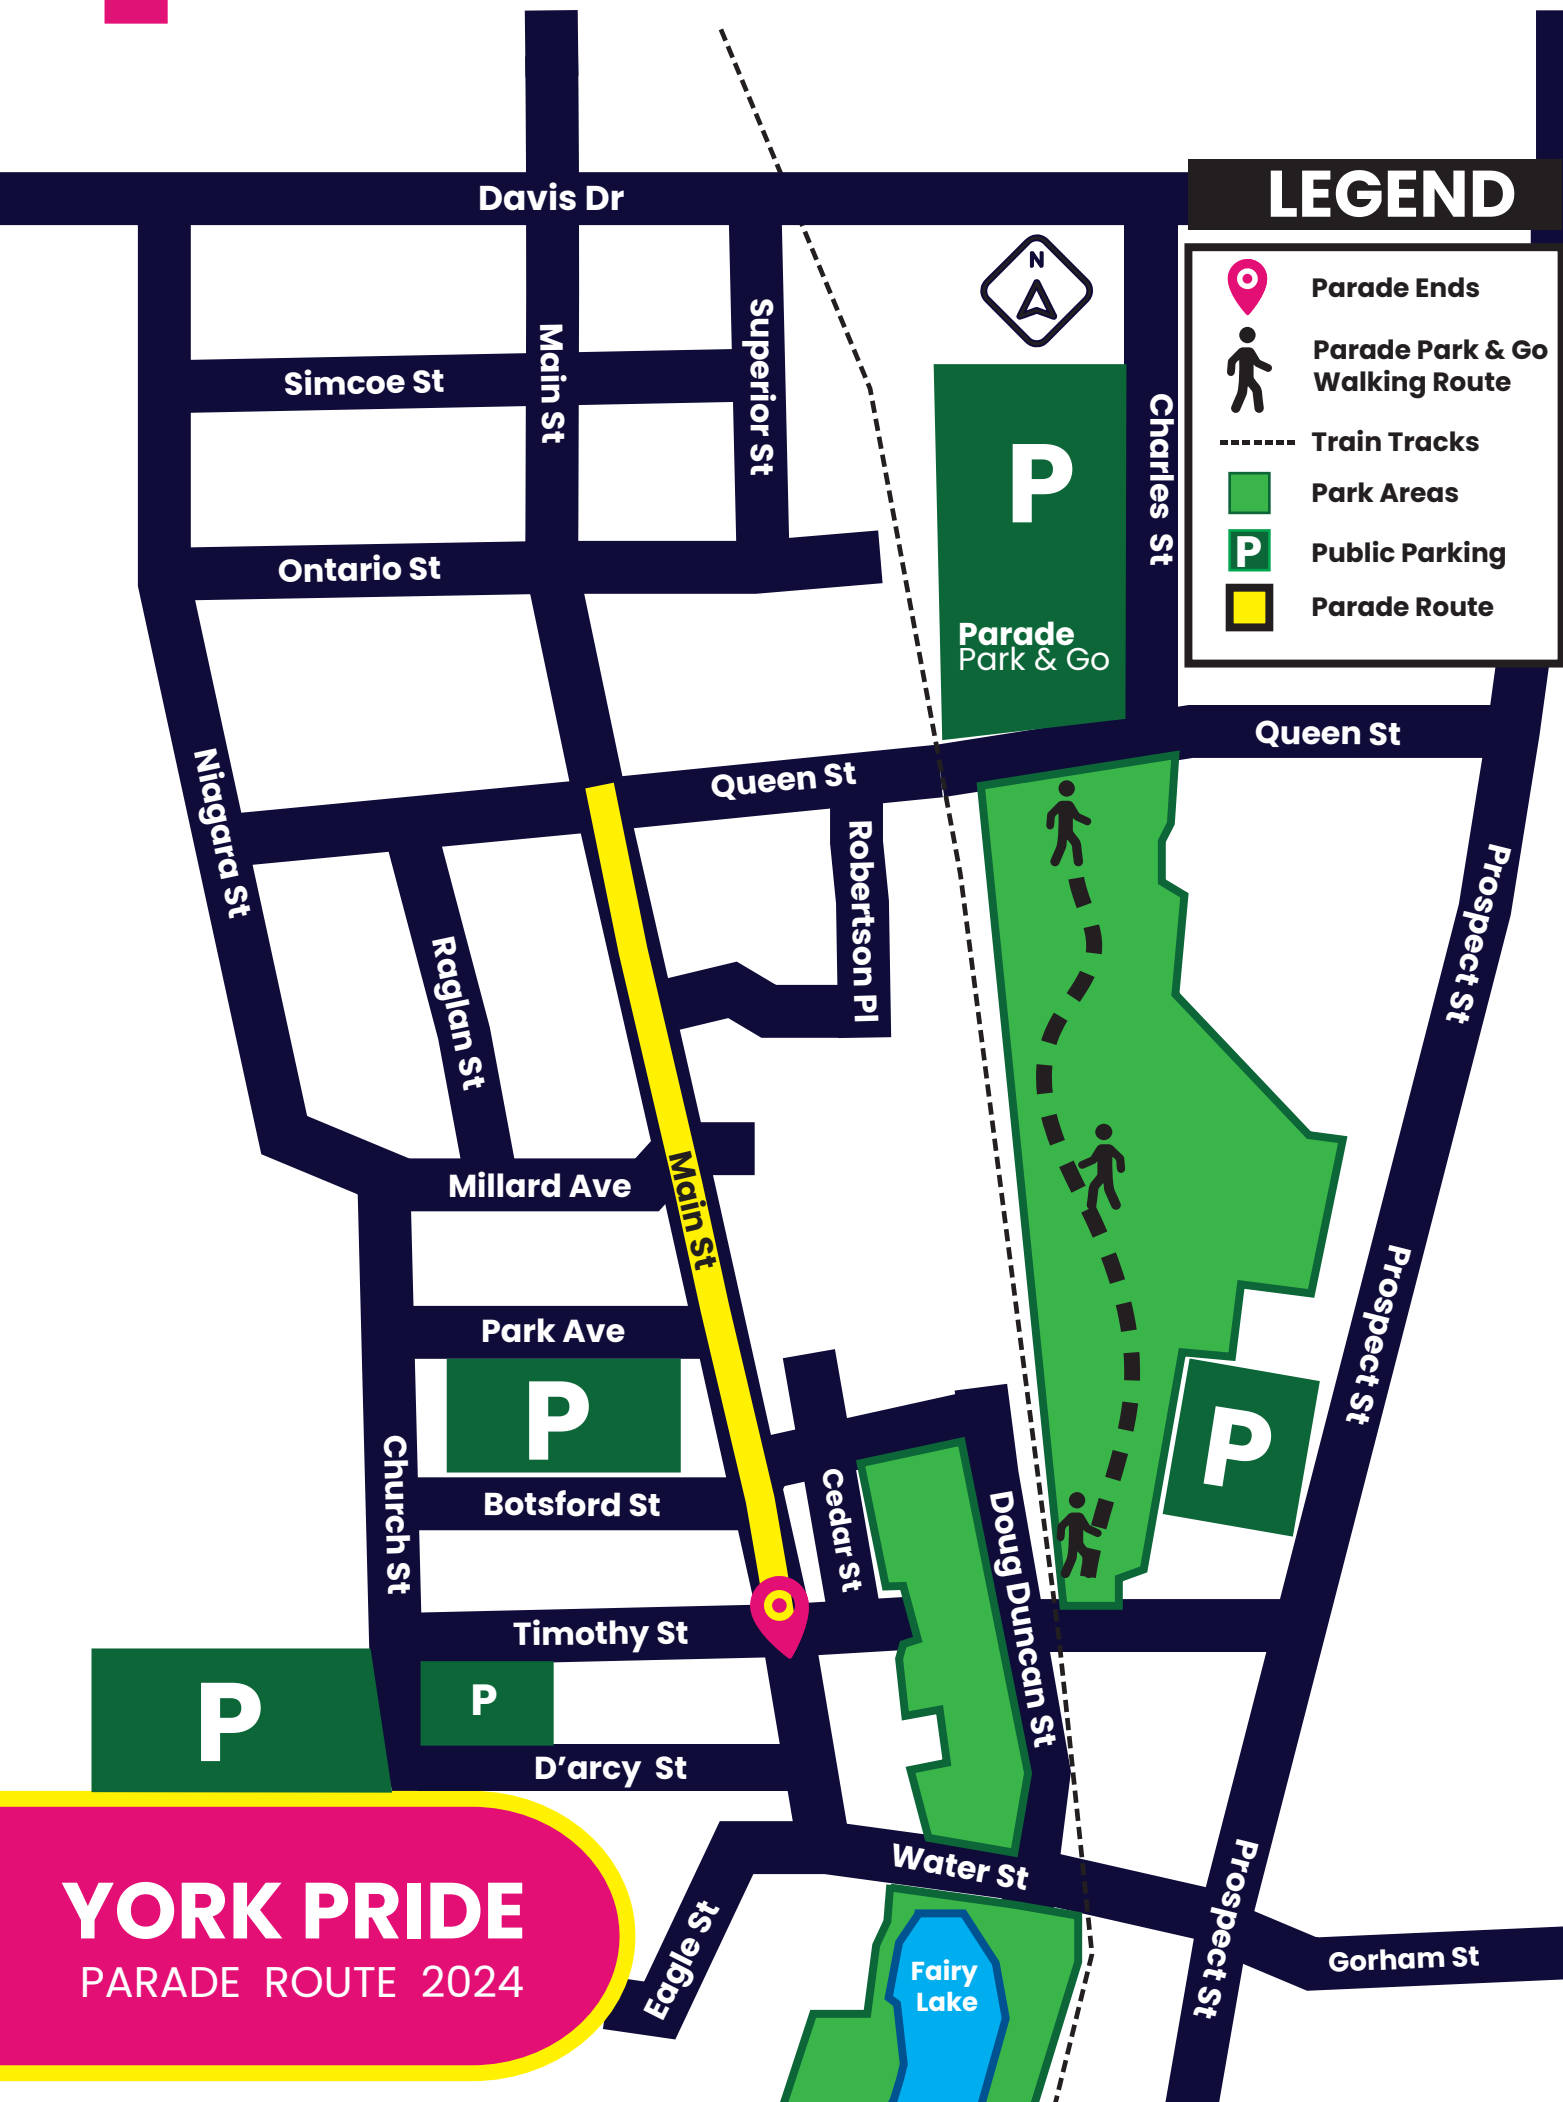 Davis Dr
LEGEND
N
Parade Ends
Parade Park & Go
Walking Route
Train Tracks
Park Areas
P
Public Parking
Parade Route
Simcoe St
Main St
Superior St
P
Charles St
Parade
Park & Go
Ontario St
Queen St
Queen St
Niagara St
Robertson Pl
Raglan St
Prospect St
Millard Ave
Main St
Park Ave
Prospect St
P
P
Church St
Botsford St
Cedar St
Doug Duncan St
Timothy St
P
P
D'arcy St
Water St
YORK PRIDE
PARADE ROUTE 2024
Eagle St
Fairy
Lake
Prospect St
Gorham St